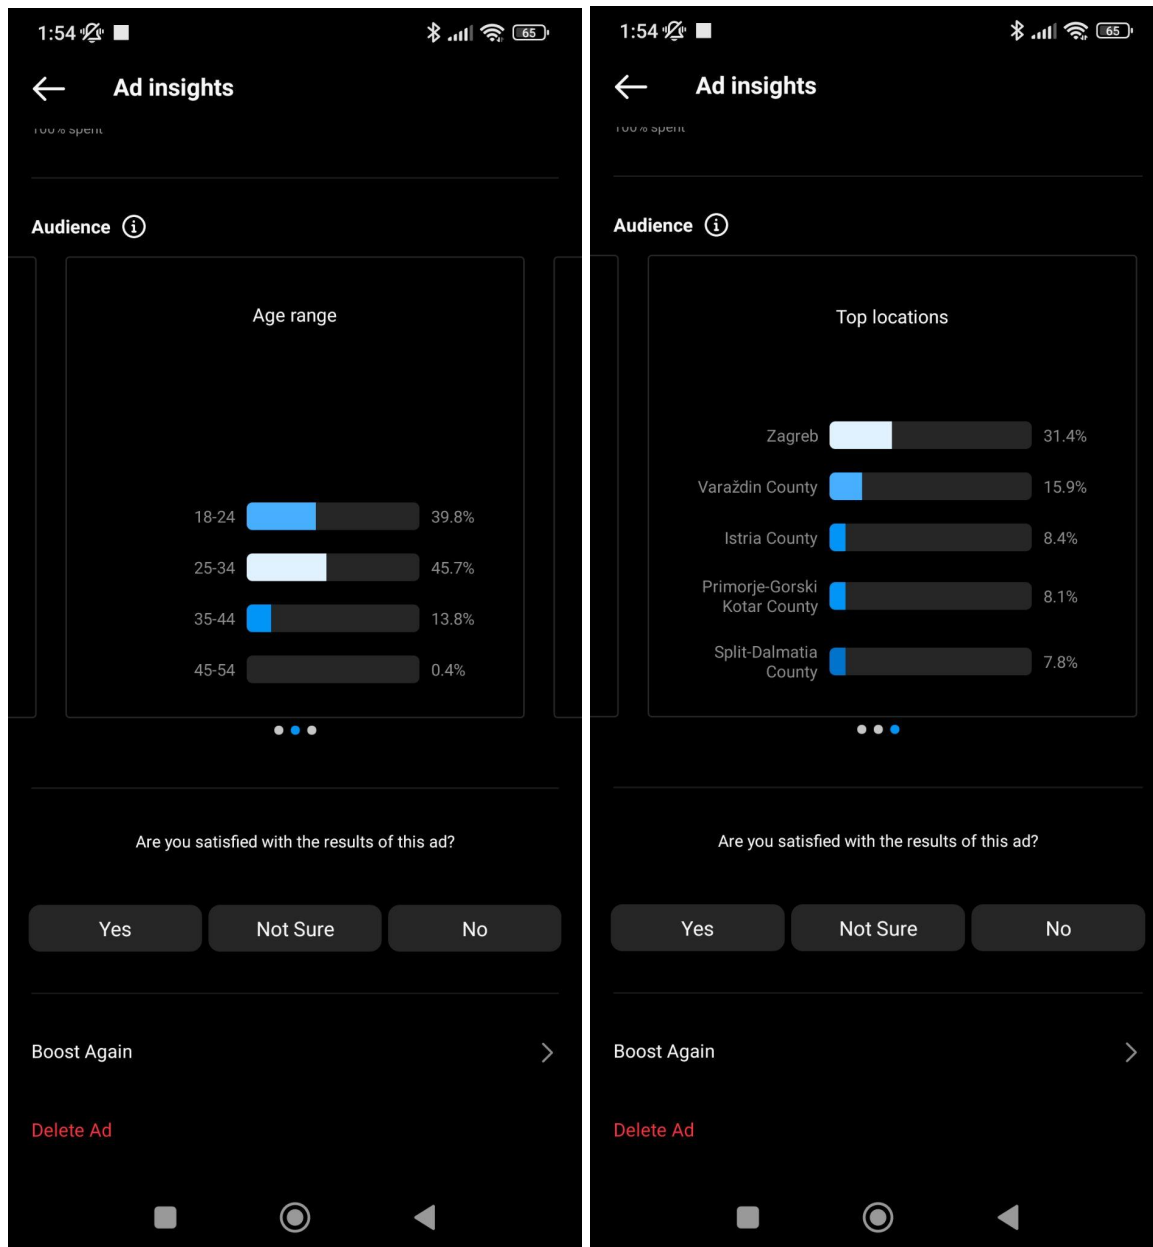 1:54
65
Ad insights
100% spent
Audience
Age range
18-24 39.8%
25-34 45.7%
35-44 13.8%
45-54 0.4%
Are you satisfied with the results of this ad?
Yes Not Sure No
Boost Again
Delete Ad
1:54
65
Ad insights
100% spent
Audience
Top locations
Zagreb 31.4%
Varaždin County 15.9%
Istria County 8.4%
Primorje-Gorski
Kotar County 8.1%
Split-Dalmatia
County 7.8%
Are you satisfied with the results of this ad?
Yes Not Sure No
Boost Again
Delete Ad